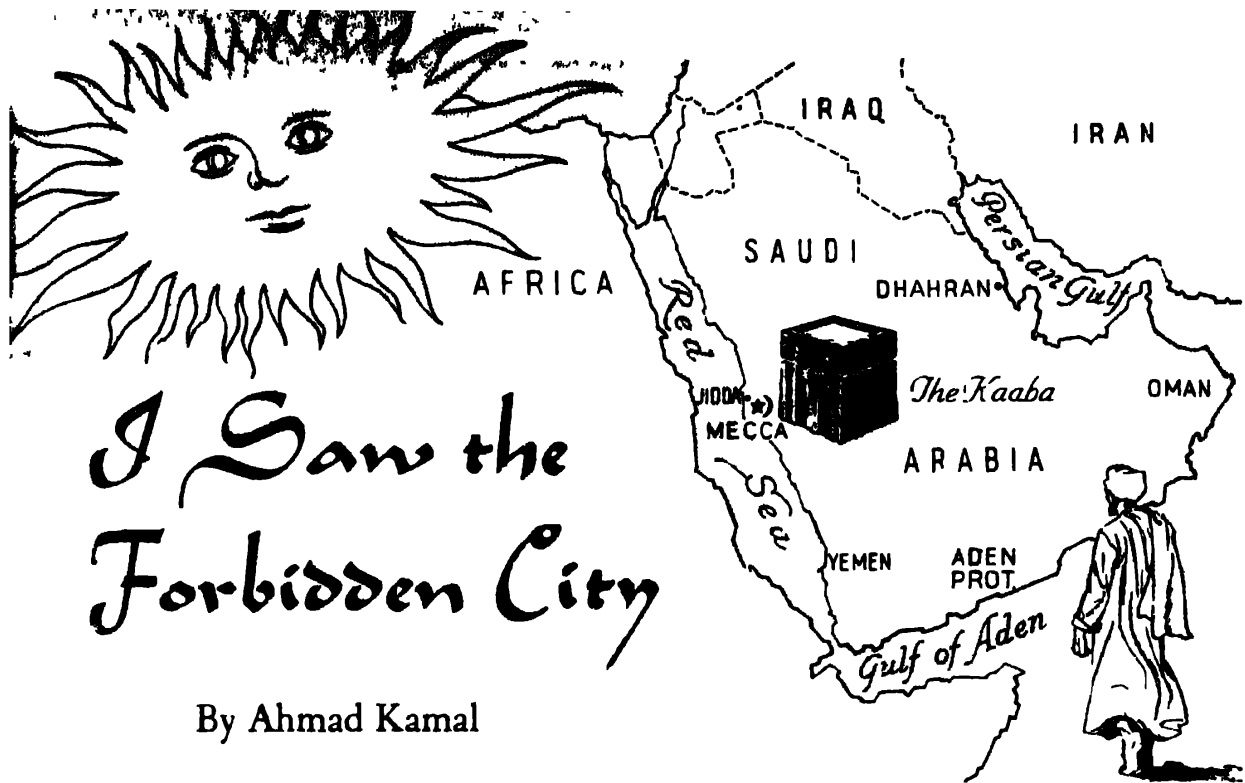 I Saw the
Forbidden City
By Ahmad Kamal
IRAQ
IRAN
AFRICA
SAUDI
ARABIA
Persian Gulf
DHAHRAN
Red
Sea
JIDDA
MECCA
The Kaaba
OMAN
YEMEN
ADEN
PROT.
Gulf of Aden